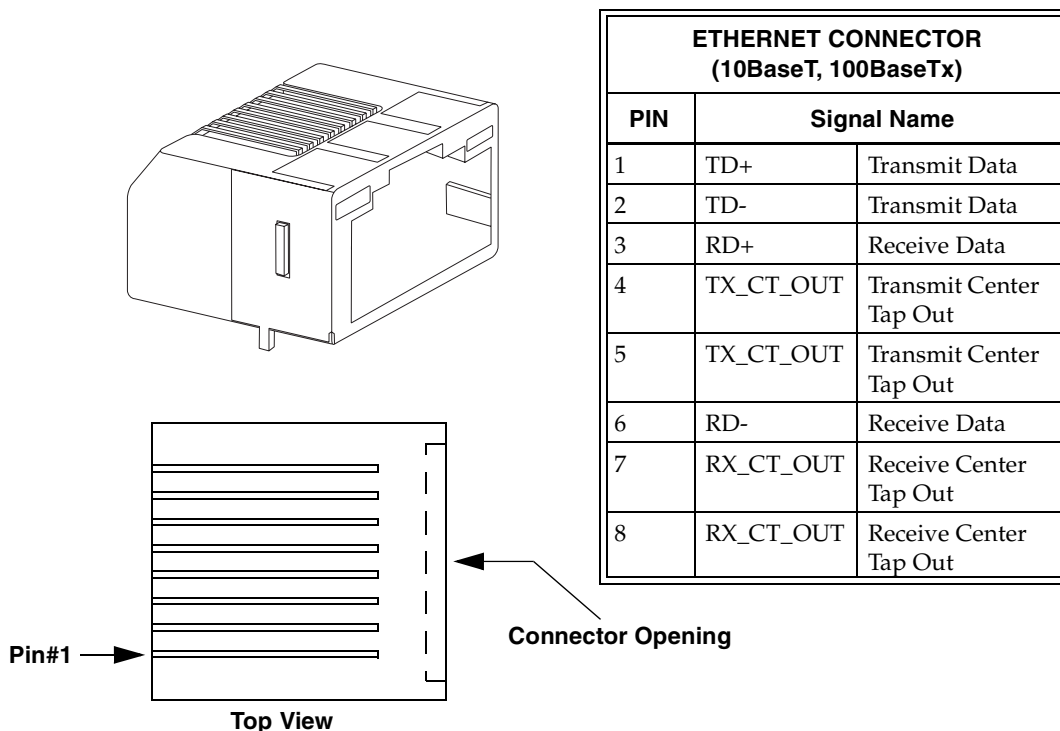 ETHERNET CONNECTOR
(10BaseT, 100BaseTx)
PIN Signal Name
1 TD+ Transmit Data
2 TD- Transmit Data
3 RD+ Receive Data
4 TX_CT_OUT Transmit Center
Tap Out
5 TX_CT_OUT Transmit Center
Tap Out
6 RD- Receive Data
7 RX_CT_OUT Receive Center
Tap Out
8 RX_CT_OUT Receive Center
Tap Out
Connector Opening
Pin#1
Top View